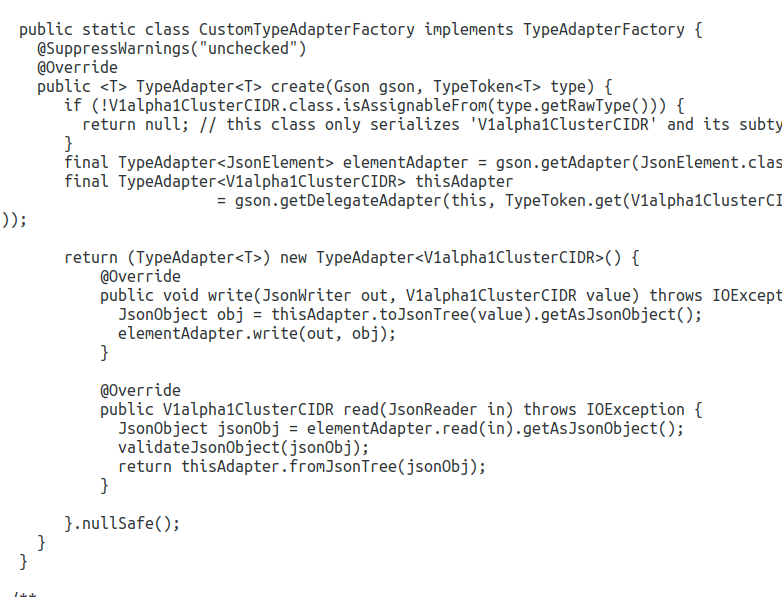 public static class CustomTypeAdapterFactory implements TypeAdapterFactory {
@SuppressWarnings("unchecked")
@Override
public <T> TypeAdapter<T> create(Gson gson, TypeToken<T> type) {
if (!V1alpha1ClusterCIDR.class.isAssignableFrom(type.getRawType())) {
return null; // this class only serializes 'V1alpha1ClusterCIDR' and its subty
}
final TypeAdapter<JsonElement> elementAdapter = gson.getAdapter(JsonElement.clas
final TypeAdapter<V1alpha1ClusterCIDR> thisAdapter
= gson.getDelegateAdapter(this, TypeToken.get(V1alpha1ClusterCI
));
return (TypeAdapter<T>) new TypeAdapter<V1alpha1ClusterCIDR>() {
@Override
public void write(JsonWriter out, V1alpha1ClusterCIDR value) throws IOExcept
JsonObject obj = thisAdapter.toJsonTree(value).getAsJsonObject();
elementAdapter.write(out, obj);
}
@Override
public V1alpha1ClusterCIDR read(JsonReader in) throws IOException {
JsonObject jsonObj = elementAdapter.read(in).getAsJsonObject();
validateJsonObject(jsonObj);
return thisAdapter.fromJsonTree(jsonObj);
}
}.nullSafe();
}
}
/**